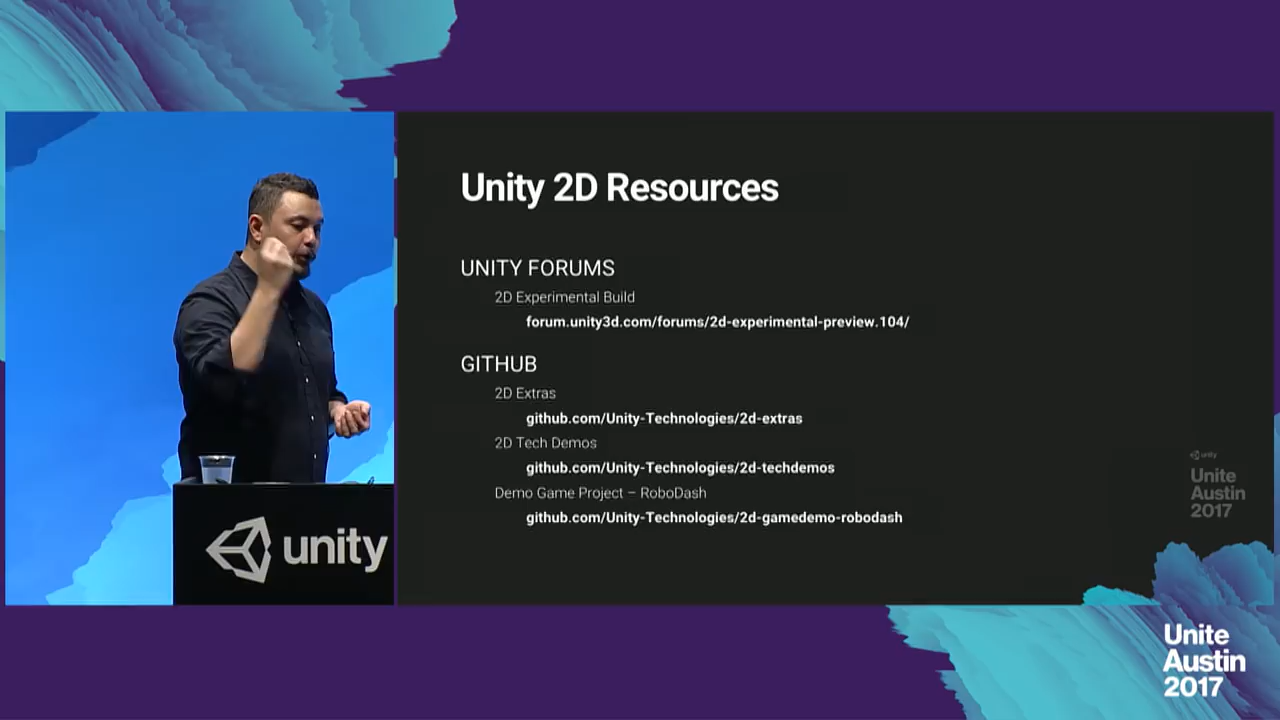 Unity 2D Resources
UNITY FORUMS
2D Experimental Build
forum.unity3d.com/forums/2d-experimental-preview.104/
GITHUB
2D Extras
github.com/Unity-Technologies/2d-extras
2D Tech Demos
github.com/Unity-Technologies/2d-techdemos
Demo Game Project – RoboDash
github.com/Unity-Technologies/2d-gamedemo-robodash
unity
Unite
Austin
2017
unity
Unite
Austin
2017